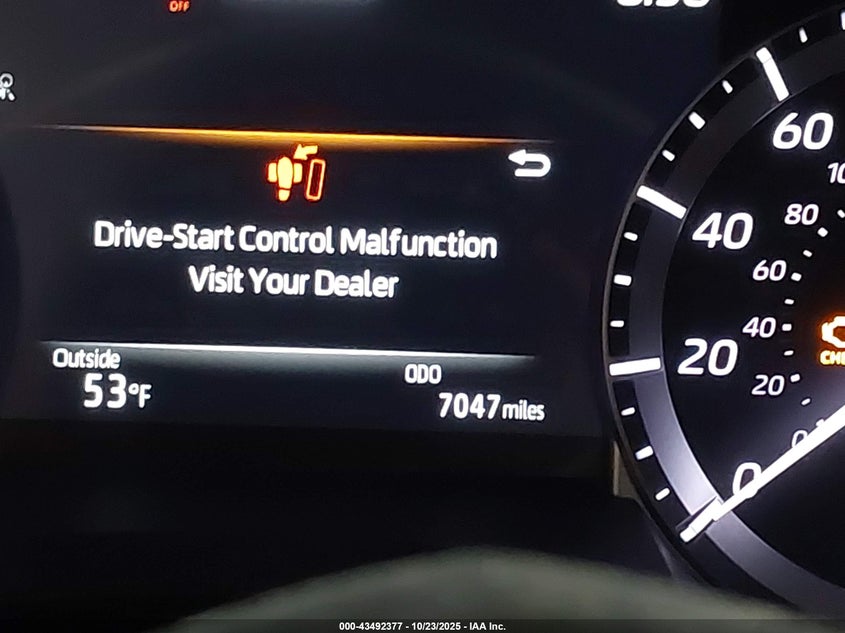 OFF
Drive-Start Control Malfunction
Visit Your Dealer
Outside
53°F
ODO
7047 miles
60
80
40
60
40
20
20
0
000-43492377 - 10/23/2025 - IAA Inc.